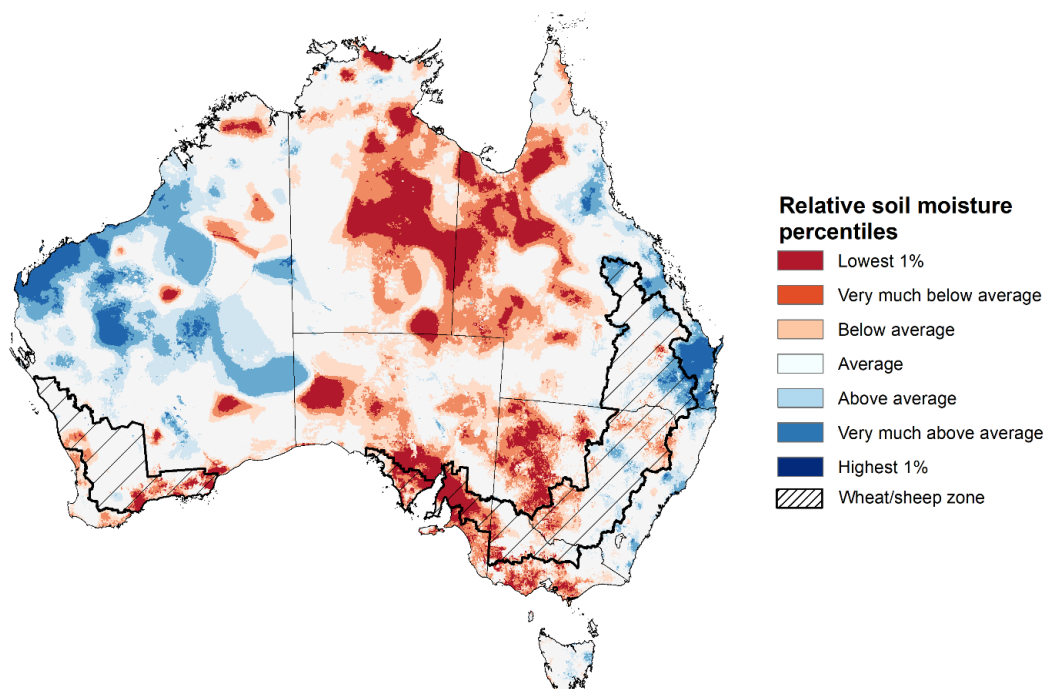 Relative soil moisture
percentiles
Lowest 1%
Very much below average
Below average
Average
Above average
Very much above average
Highest 1%
Wheat/sheep zone